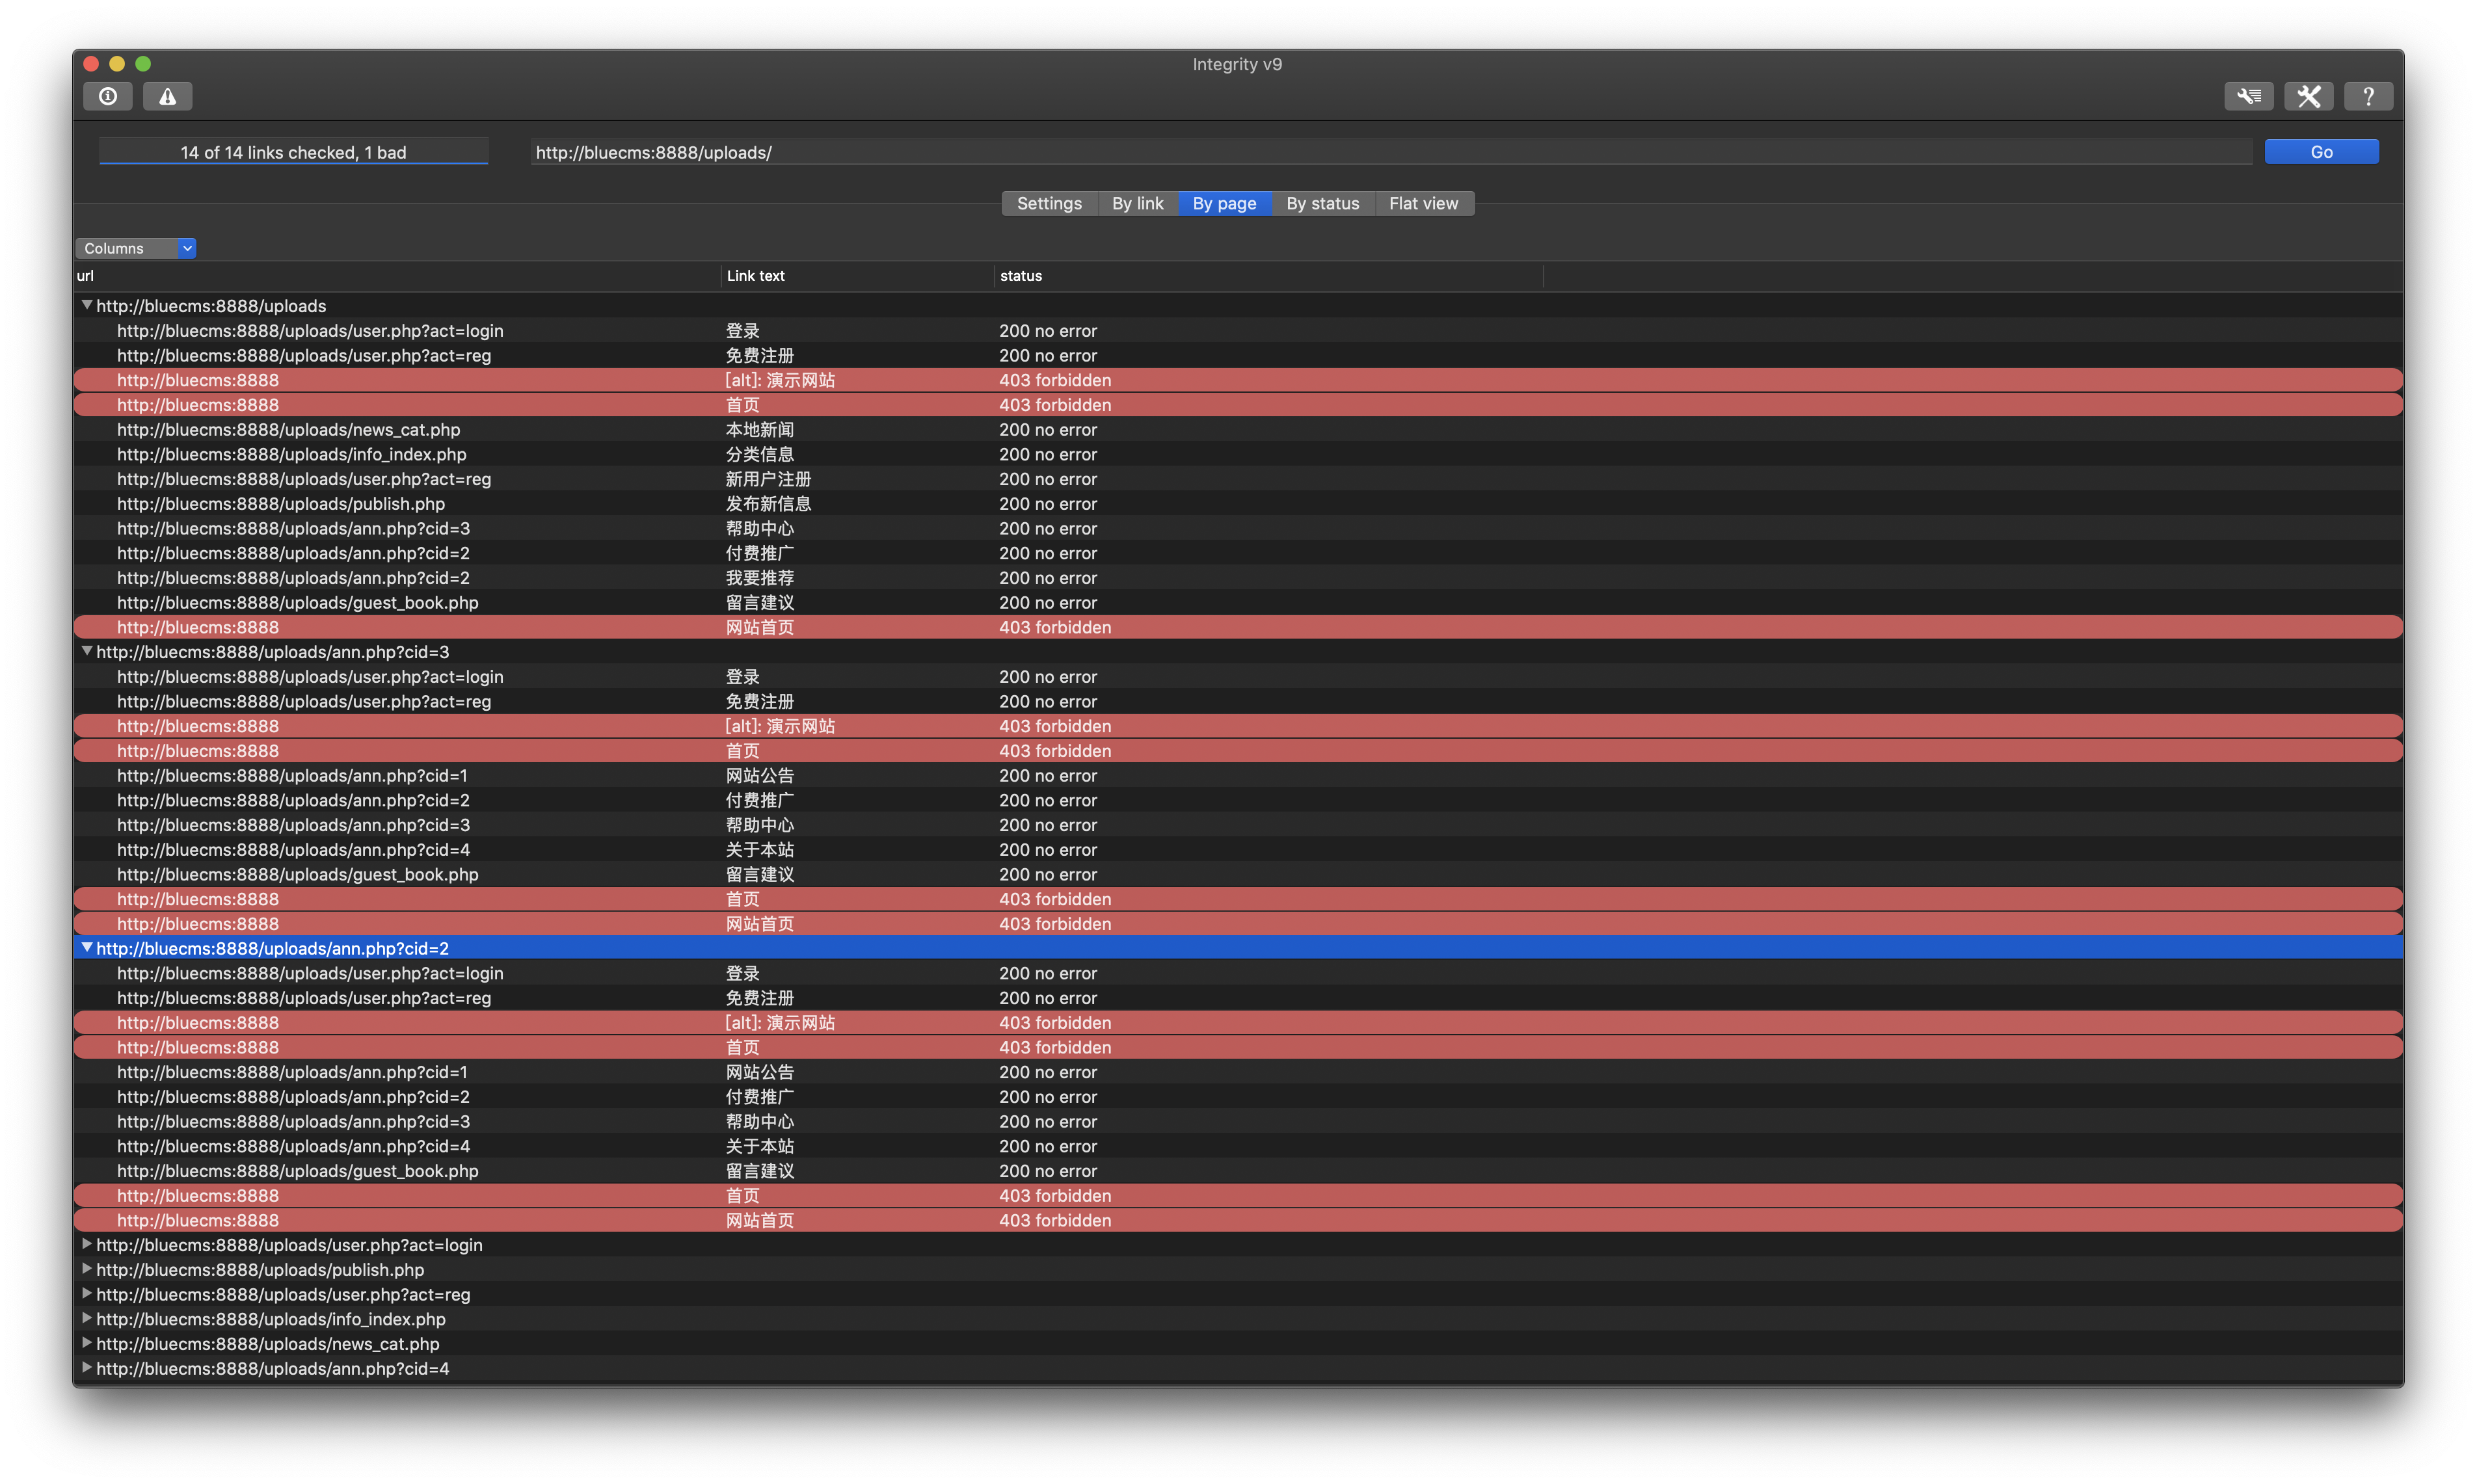 Integrity v9
14 of 14 links checked, 1 bad http://bluecms:8888/uploads/ Go
Settings By link By page By status Flat view
Columns
url Link text status
http://bluecms:8888/uploads
http://bluecms:8888/uploads/user.php?act=login 登录 200 no error
http://bluecms:8888/uploads/user.php?act=reg 免费注册 200 no error
http://bluecms:8888 [alt]: 演示网站 403 forbidden
http://bluecms:8888 首页 403 forbidden
http://bluecms:8888/uploads/news_cat.php 本地新闻 200 no error
http://bluecms:8888/uploads/info_index.php 分类信息 200 no error
http://bluecms:8888/uploads/user.php?act=reg 新用户注册 200 no error
http://bluecms:8888/uploads/publish.php 发布新信息 200 no error
http://bluecms:8888/uploads/ann.php?cid=3 帮助中心 200 no error
http://bluecms:8888/uploads/ann.php?cid=2 付费推广 200 no error
http://bluecms:8888/uploads/ann.php?cid=2 我要推荐 200 no error
http://bluecms:8888/uploads/guest_book.php 留言建议 200 no error
http://bluecms:8888 网站首页 403 forbidden
http://bluecms:8888/uploads/ann.php?cid=3
http://bluecms:8888/uploads/user.php?act=login 登录 200 no error
http://bluecms:8888/uploads/user.php?act=reg 免费注册 200 no error
http://bluecms:8888 [alt]: 演示网站 403 forbidden
http://bluecms:8888 首页 403 forbidden
http://bluecms:8888/uploads/ann.php?cid=1 网站公告 200 no error
http://bluecms:8888/uploads/ann.php?cid=2 付费推广 200 no error
http://bluecms:8888/uploads/ann.php?cid=3 帮助中心 200 no error
http://bluecms:8888/uploads/ann.php?cid=4 关于本站 200 no error
http://bluecms:8888/uploads/guest_book.php 留言建议 200 no error
http://bluecms:8888 首页 403 forbidden
http://bluecms:8888 网站首页 403 forbidden
http://bluecms:8888/uploads/ann.php?cid=2
http://bluecms:8888/uploads/user.php?act=login 登录 200 no error
http://bluecms:8888/uploads/user.php?act=reg 免费注册 200 no error
http://bluecms:8888 [alt]: 演示网站 403 forbidden
http://bluecms:8888 首页 403 forbidden
http://bluecms:8888/uploads/ann.php?cid=1 网站公告 200 no error
http://bluecms:8888/uploads/ann.php?cid=2 付费推广 200 no error
http://bluecms:8888/uploads/ann.php?cid=3 帮助中心 200 no error
http://bluecms:8888/uploads/ann.php?cid=4 关于本站 200 no error
http://bluecms:8888/uploads/guest_book.php 留言建议 200 no error
http://bluecms:8888 首页 403 forbidden
http://bluecms:8888 网站首页 403 forbidden
http://bluecms:8888/uploads/user.php?act=login
http://bluecms:8888/uploads/publish.php
http://bluecms:8888/uploads/user.php?act=reg
http://bluecms:8888/uploads/info_index.php
http://bluecms:8888/uploads/news_cat.php
http://bluecms:8888/uploads/ann.php?cid=4